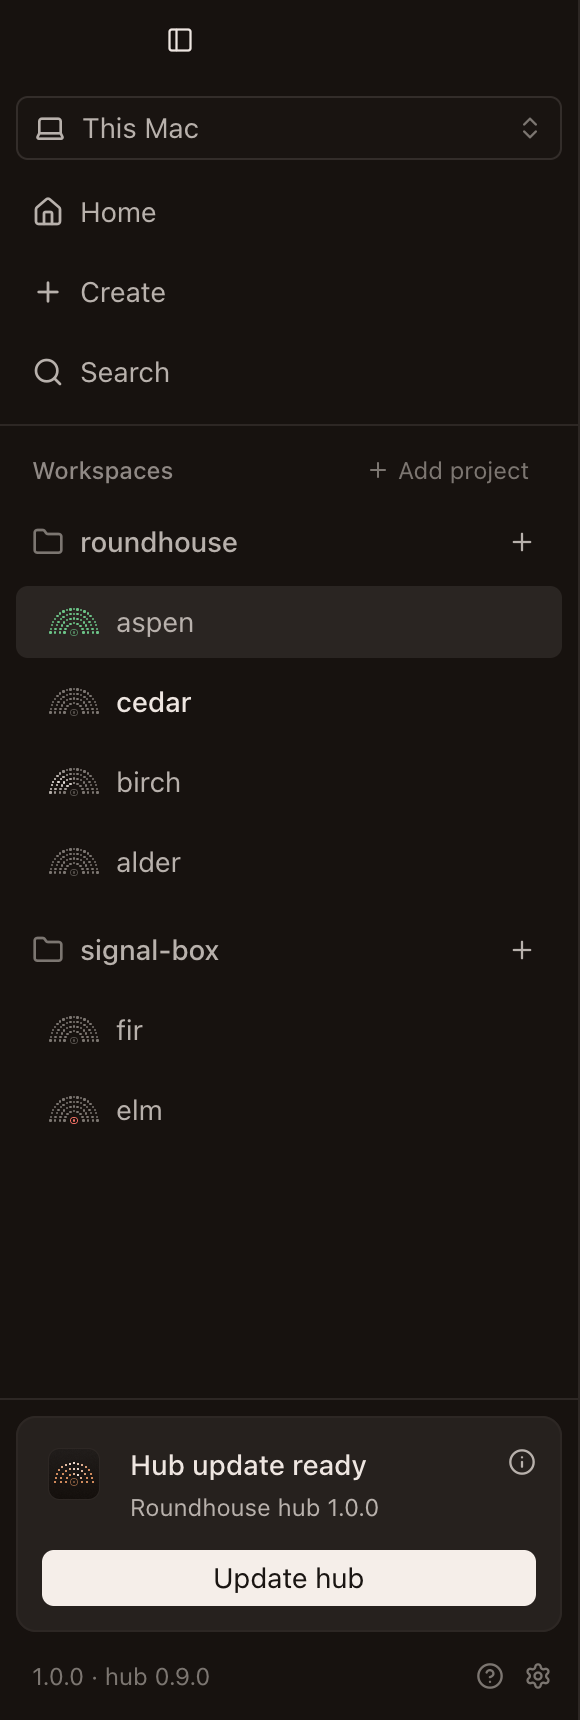 This Mac
Home
Create
Search
Workspaces
Add project
roundhouse
aspen
cedar
birch
alder
signal-box
fir
elm
Hub update ready
Roundhouse hub 1.0.0
Update hub
1.0.0 · hub 0.9.0